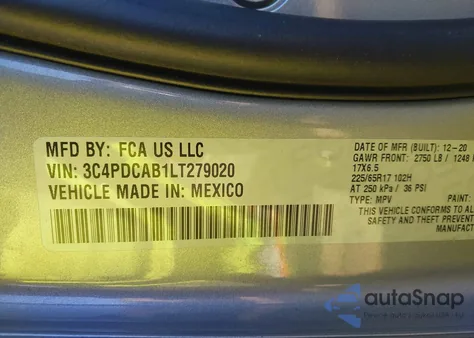 MFD BY: FCA US LLC
VIN: 3C4PDCAB1LT279020
VEHICLE MADE IN: MEXICO
DATE OF MFR (BUILT): 12-20
GAWR FRONT: 2750 LB / 1248
17X6.5
225/65R17 102H
AT 250 kPa / 36 PSI
TYPE: MPV PAINT:
THIS VEHICLE CONFORMS TO AL
SAFETY AND THEFT PREVENT
MANUFACT
autaSnap